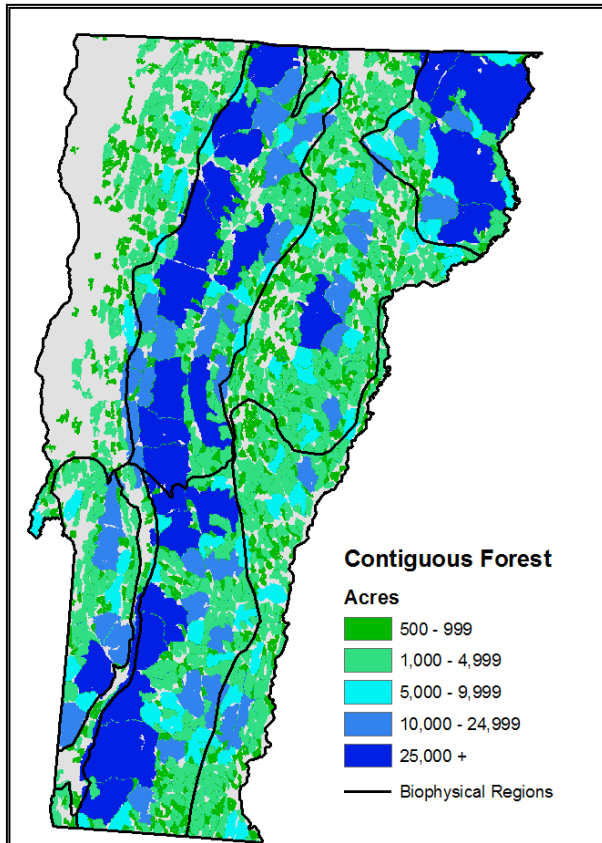 Contiguous Forest
Acres
500 - 999
1,000 - 4,999
5,000 - 9,999
10,000 - 24,999
25,000 +
Biophysical Regions